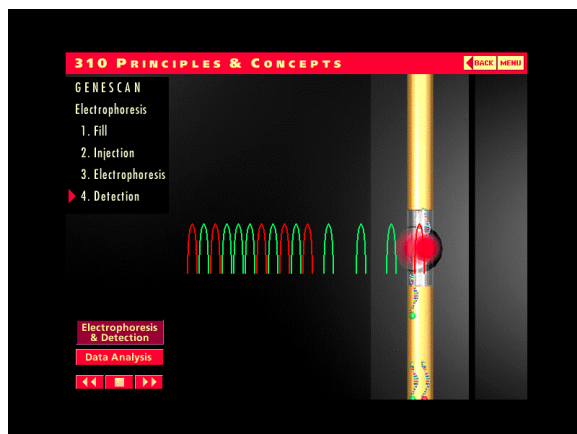 310 PRINCIPLES & CONCEPTS
BACK MENU
GENESCAN
Electrophoresis
1. Fill
2. Injection
3. Electrophoresis
4. Detection
Electrophoresis
& Detection
Data Analysis